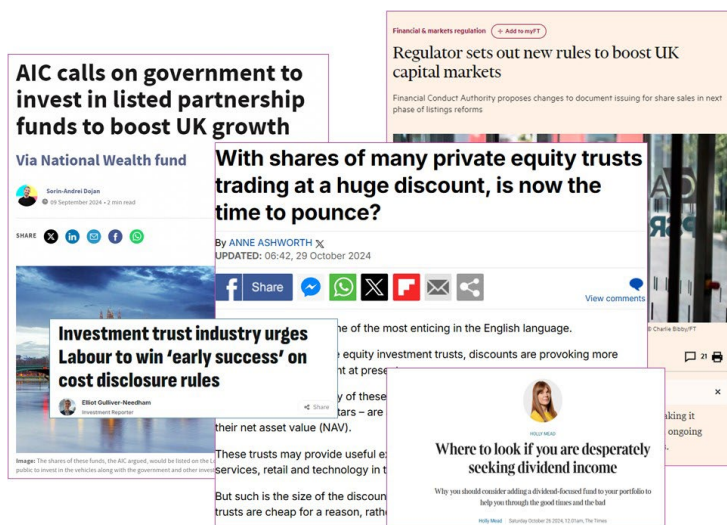 AIC calls on government to
invest in listed partnership
funds to boost UK growth
Via National Wealth fund
Sorin-Andrei Dojan
09 September 2024 • 2 min read
SHARE
Image: The shares of these funds, the AIC argued, would be listed on the
public to invest in the vehicles along with the government and other
Financial & markets regulation
+ Add to myFT
Regulator sets out new rules to boost UK
capital markets
Financial Conduct Authority proposes changes to document issuing for share sales in next
phase of listings reforms
© Charlie Bibby/FT
21
ongoing
With shares of many private equity trusts
trading at a huge discount, is now the
time to pounce?
By ANNE ASHWORTH
UPDATED: 06:42, 29 October 2024
Share
View comments
of the most enticing in the English language.
equity investment trusts, discounts are provoking more
at
of these
are
their net asset value (NAV).
These trusts may provide useful
services, retail and technology in
But such is the size of the
trusts are cheap for a reason,
Investment trust industry urges
Labour to win ‘early success’ on
cost disclosure rules
Elliot Gulliver-Needham
Investment Reporter
Share
HOLLY MEAD
Where to look if you are desperately
seeking dividend income
Why you should consider adding a dividend-focused fund to your portfolio to
help you through the good times and the bad
Holly Mead
Saturday October 26 2024, 12.01am, The Times